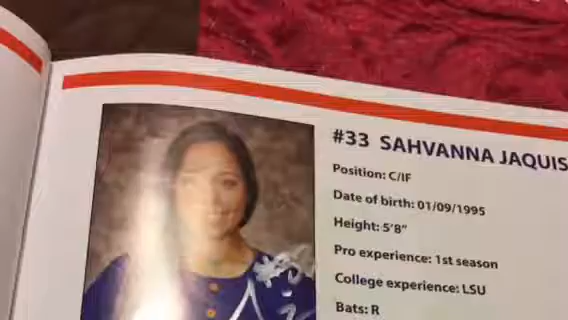 #33 SAHVANNA JAQUIS
Position: C/IF
Date of birth: 01/09/1995
Height: 5'8"
Pro experience: 1st season
College experience: LSU
Bats: R